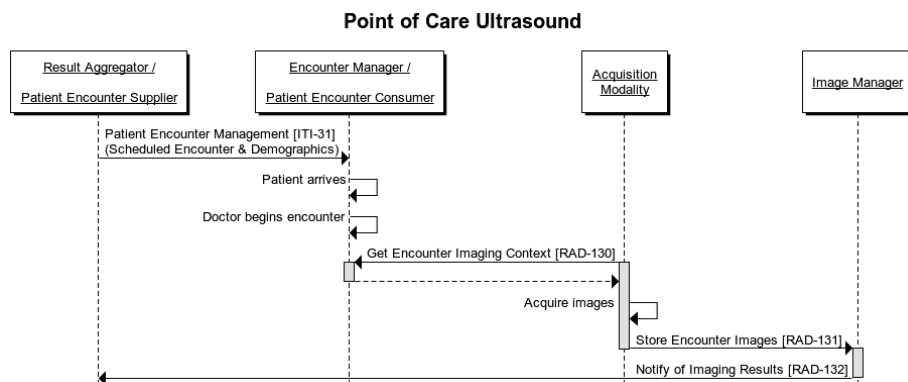 Point of Care Ultrasound
Result Aggregator /
Patient Encounter Supplier
Encounter Manager /
Patient Encounter Consumer
Acquisition
Modality
Image Manager
Patient Encounter Management [ITI-31]
(Scheduled Encounter & Demographics)
Patient arrives
Doctor begins encounter
Get Encounter Imaging Context [RAD-130]
Acquire images
Store Encounter Images [RAD-131]
Notify of Imaging Results [RAD-132]